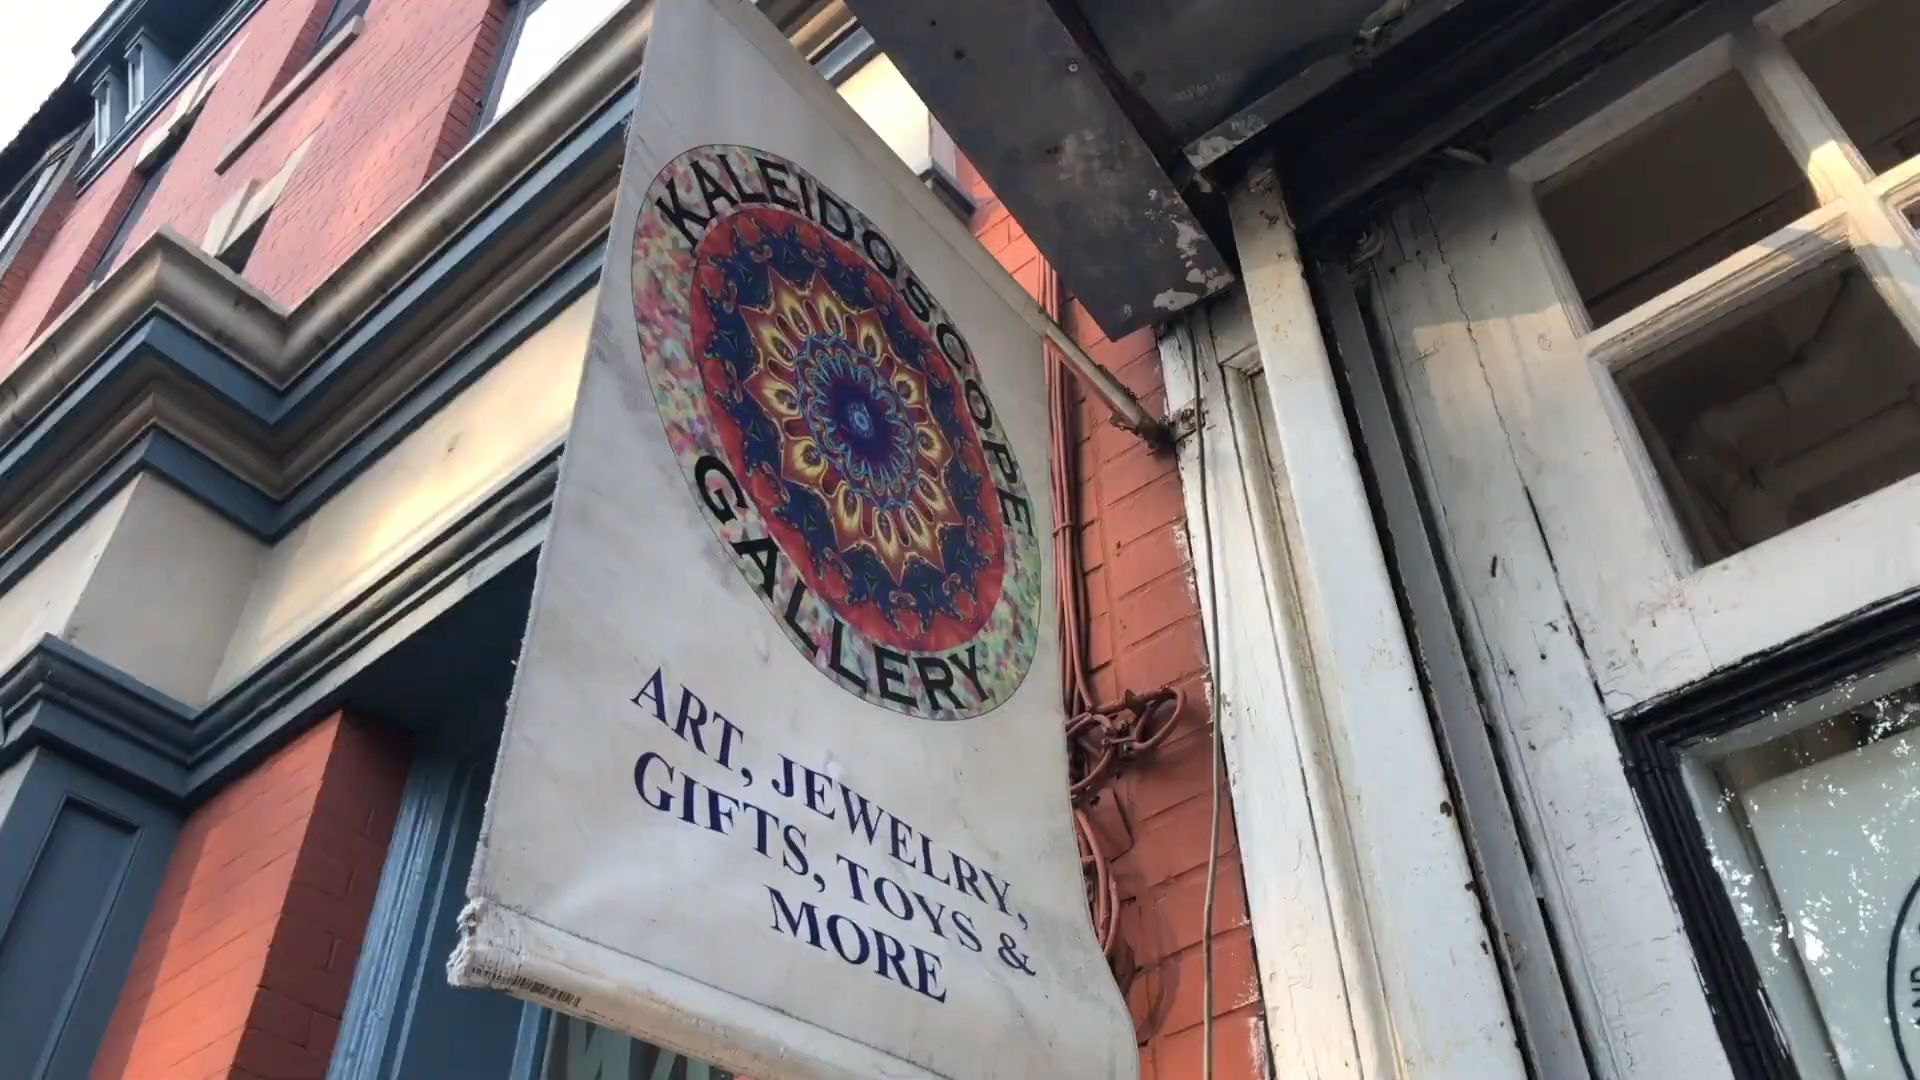 KALEIDOSCOPE
GALLERY
ART, JEWELRY,
GIFTS, TOYS &
MORE